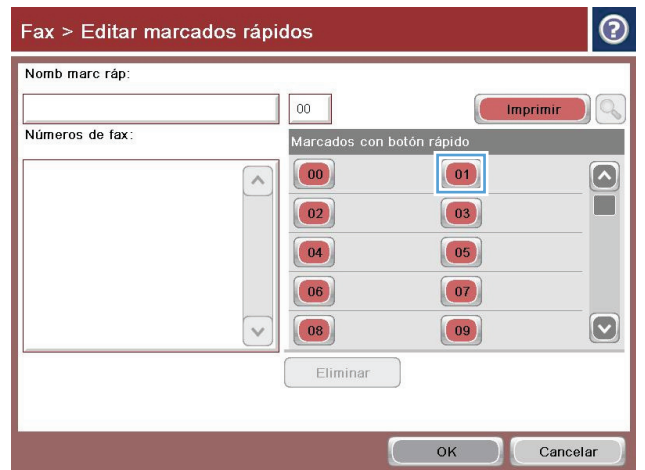 Fax > Editar marcados rápidos
?
Nomb marc ráp:
00
Imprimir
Números de fax:
Marcados con botón rápido
00 01
02 03
04 05
06 07
08 09
Eliminar
OK Cancelar